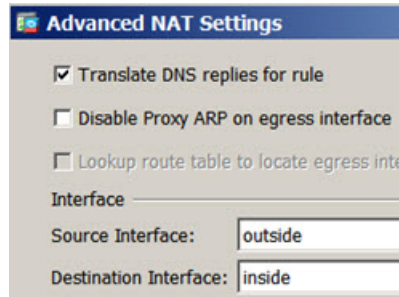 Advanced NAT Settings
Translate DNS replies for rule
Disable Proxy ARP on egress interface
Lookup route table to locate egress
Interface
Source Interface: outside
Destination Interface: inside